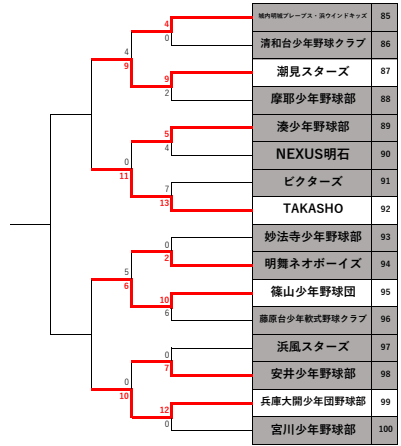 4
0
城内明城ブレーブス・浜ウインドキッズ 85
清和台少年野球クラブ 86
4
9
9
2
潮見スターズ 87
摩耶少年野球部 88
5
4
湊少年野球部 89
NEXUS明石 90
0
11
7
13
ビクターズ 91
TAKASHO 92
0
2
妙法寺少年野球部 93
明舞ネオボーイズ 94
5
6
10
6
篠山少年野球団 95
藤原台少年軟式野球クラブ 96
0
7
浜風スターズ 97
安井少年野球部 98
0
10
12
0
兵庫大開少年団野球部 99
宮川少年野球部 100